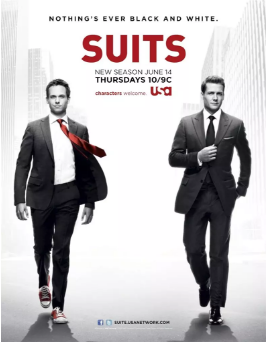 NOTHING'S EVER BLACK AND WHITE.
SUITS
NEW SEASON JUNE 14
THURSDAYS 10/9C
characters welcome. usa
SUITS.USANETWORK.COM